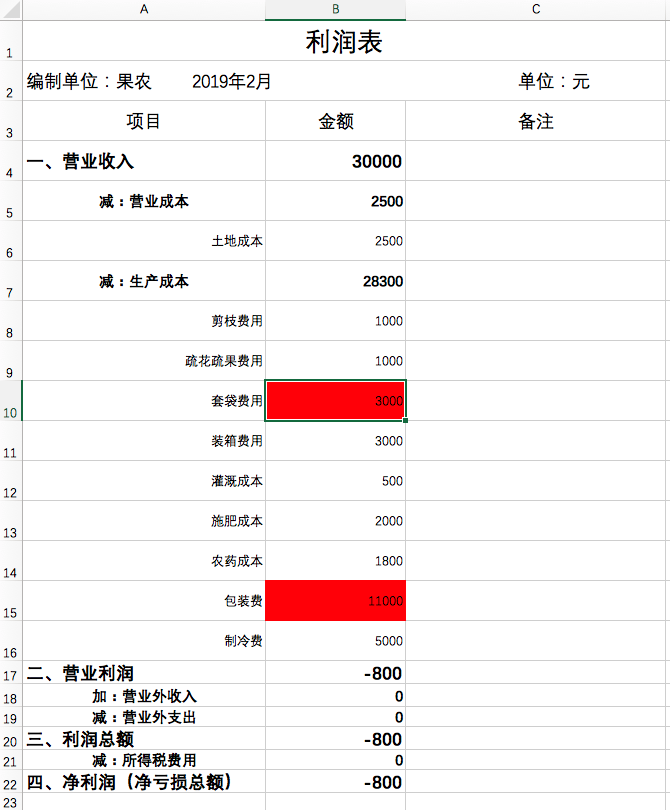 A B C
1 利润表
2 编制单位：果农 2019年2月 单位：元
3 项目 金额 备注
4 一、营业收入 30000
5 减：营业成本 2500
6 土地成本 2500
7 减：生产成本 28300
8 剪枝费用 1000
9 疏花疏果费用 1000
10 套袋费用 3000
11 装箱费用 3000
12 灌溉成本 500
13 施肥成本 2000
14 农药成本 1800
15 包装费 11000
16 制冷费 5000
17 二、营业利润 -800
18 加：营业外收入 0
19 减：营业外支出 0
20 三、利润总额 -800
21 减：所得税费用 0
22 四、净利润（净亏损总额） -800
23